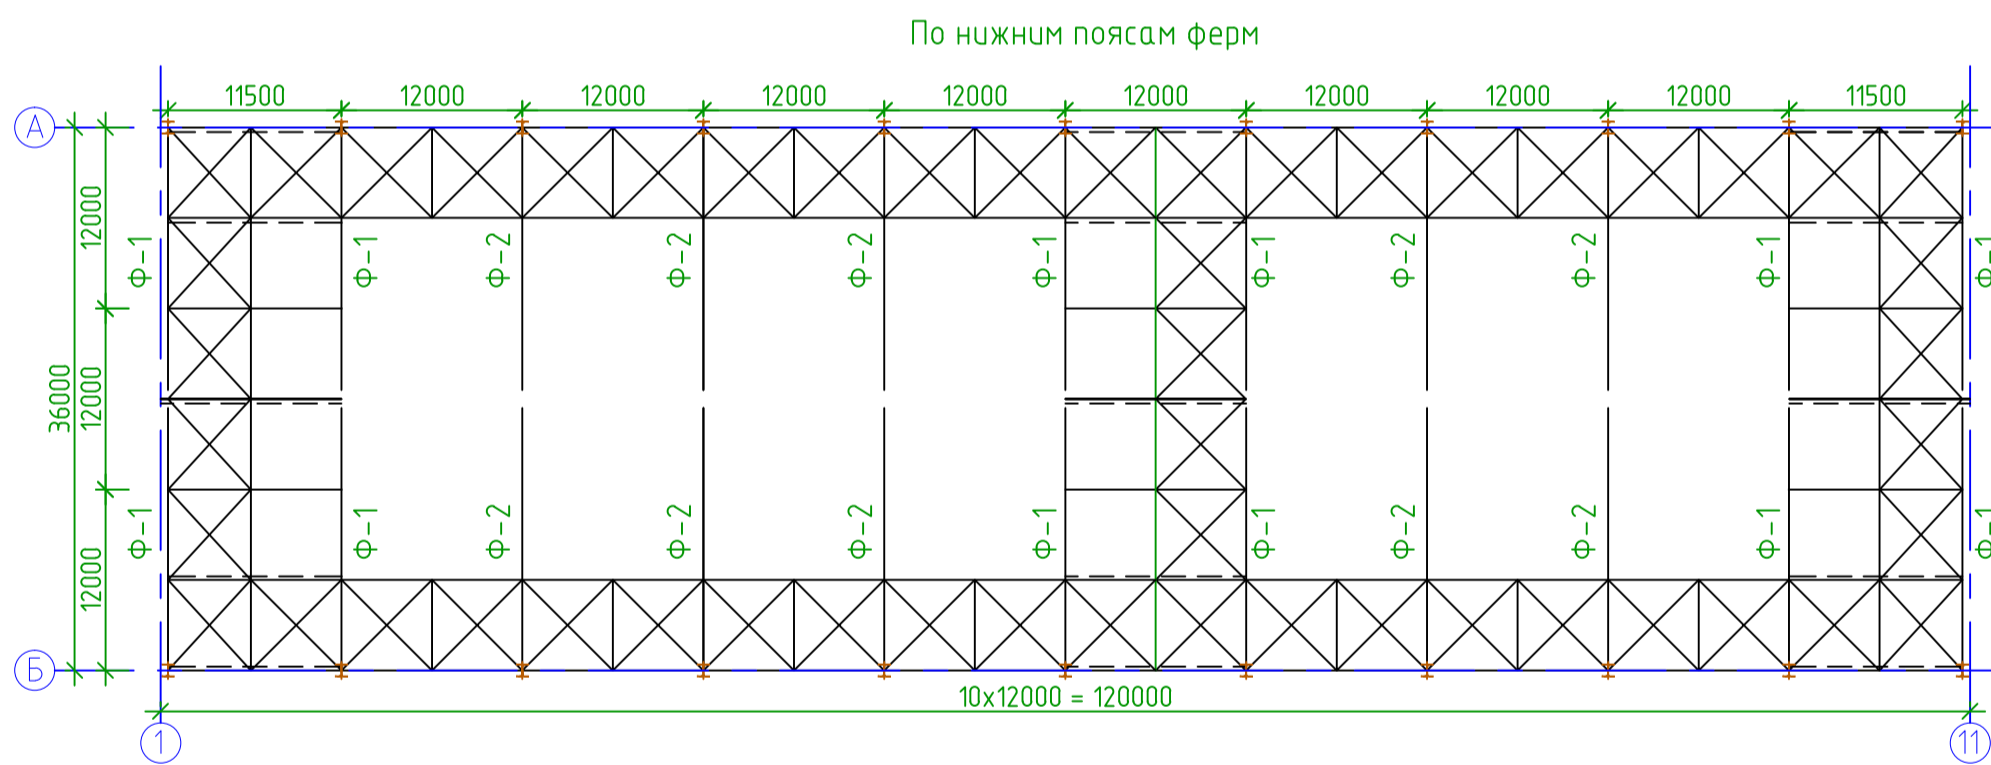 По нижним поясам ферм
11500 12000 12000 12000 12000 12000 12000 12000 12000 11500
А
12000
Ф-1 Ф-1 Ф-2 Ф-2 Ф-2 Ф-1 Ф-1 Ф-2 Ф-2 Ф-1 Ф-1
36000
12000
Ф-1 Ф-1 Ф-2 Ф-2 Ф-2 Ф-1 Ф-1 Ф-2 Ф-2 Ф-1 Ф-1
12000
Б
10х12000 = 120000
1 11